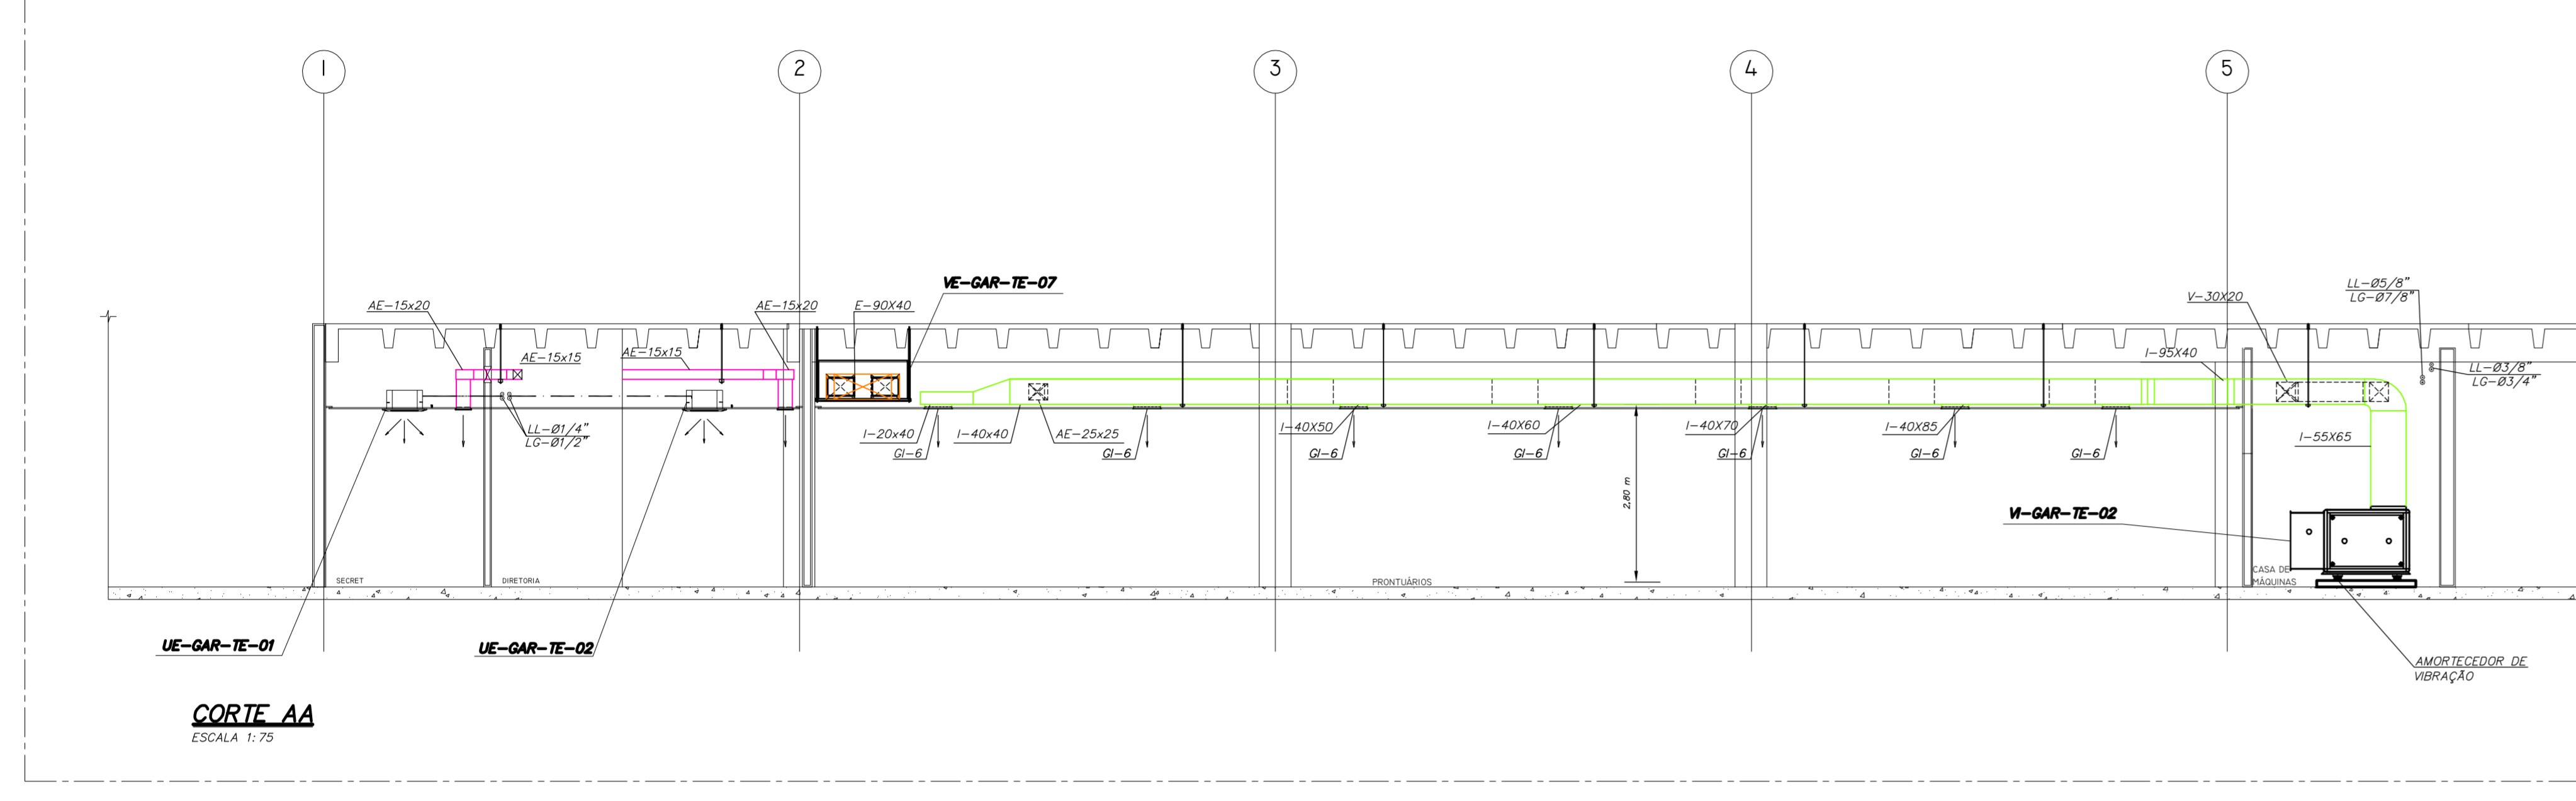 1
2
3
4
5
VE-GAR-TE-07
AE-15x20
AE-15x20
E-90X40
V-30X20
LL-Ø5/8"
LG-Ø7/8"
AE-15x15
AE-15x15
I-95X40
LL-Ø3/8"
LG-Ø3/4"
LL-Ø1/4"
LG-Ø1/2"
I-20x40
I-40x40
AE-25x25
I-40X50
I-40X60
I-40X70
I-40X85
I-55X65
GI-6
GI-6
GI-6
GI-6
GI-6
GI-6
GI-6
2,80 m
VI-GAR-TE-02
SECRET
DIRETORIA
PRONTUÁRIOS
CASA DE
MÁQUINAS
UE-GAR-TE-01
UE-GAR-TE-02
AMORTECEDOR DE
VIBRAÇÃO
CORTE AA
ESCALA 1:75